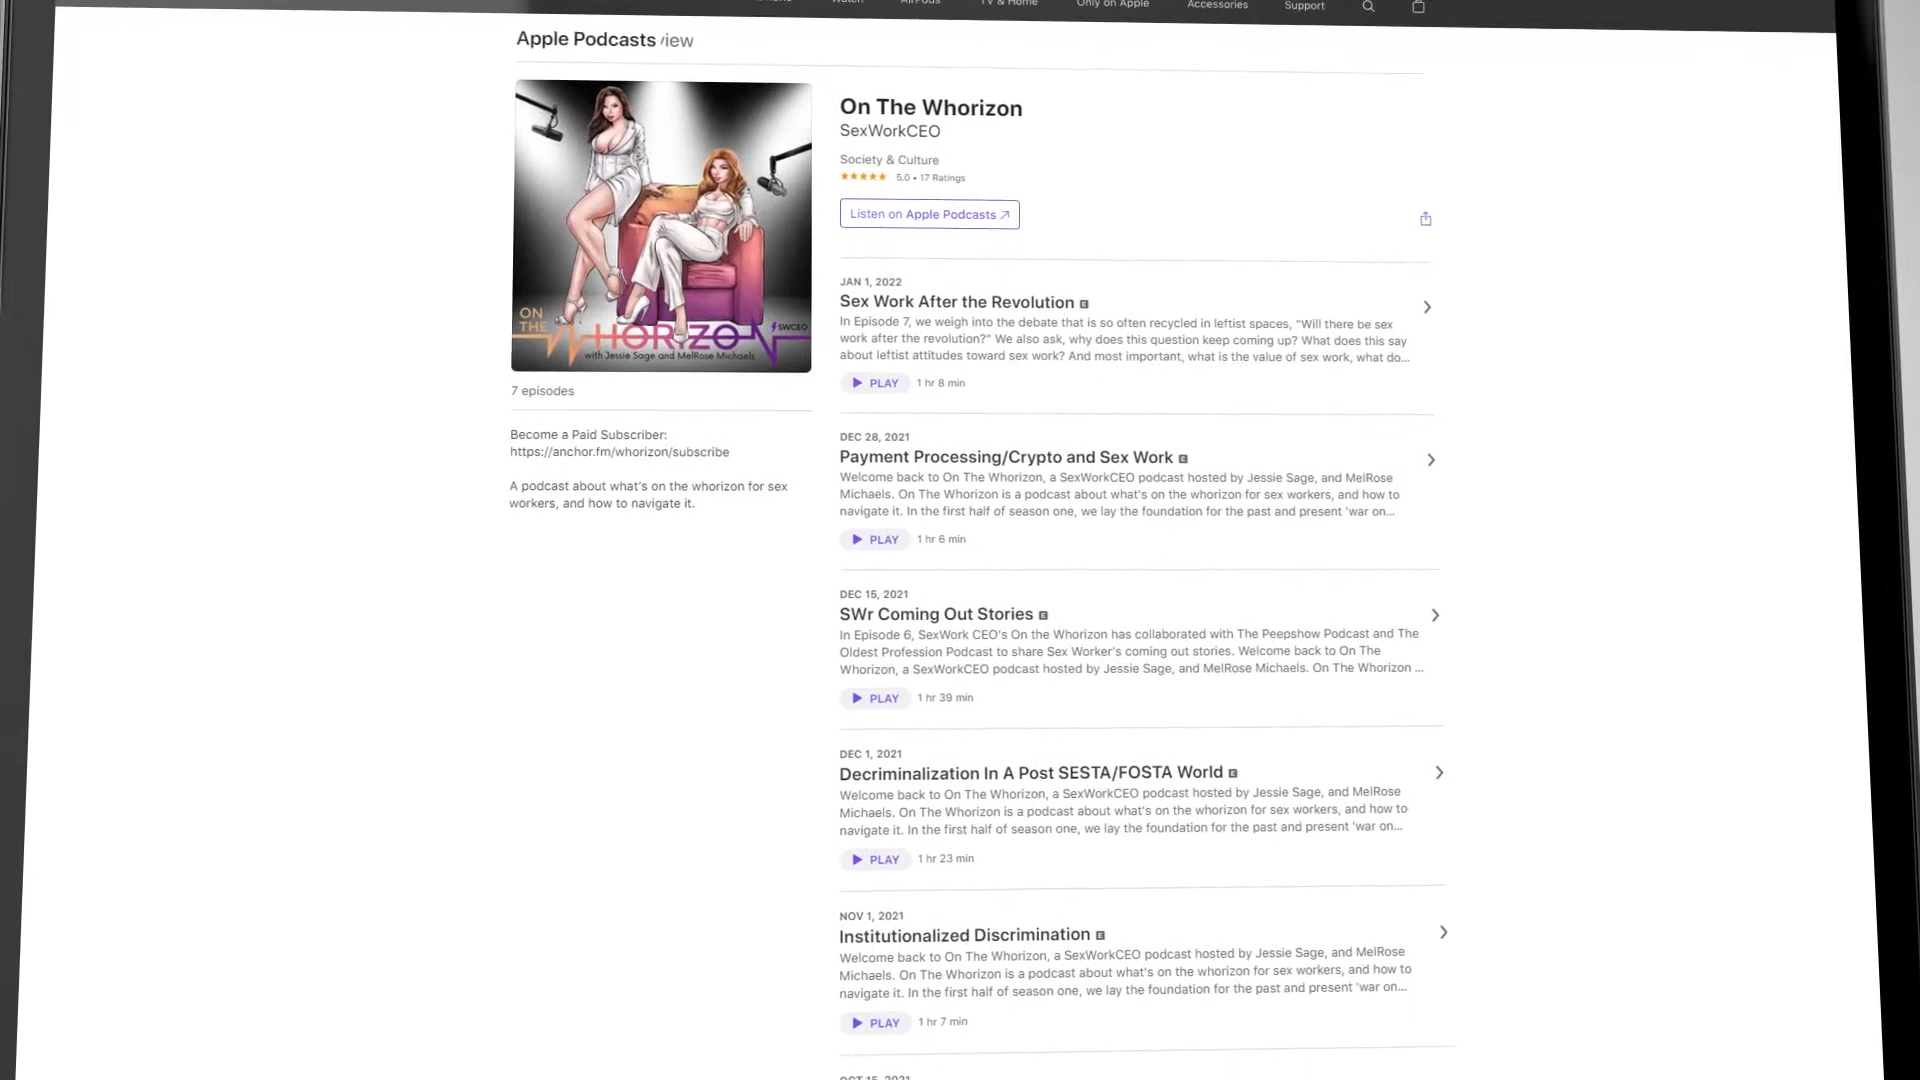 Only on Apple
Accessories
Support
Apple Podcasts
On The Whorizon
SexWorkCEO
Society & Culture
5.0 • 17 Ratings
Listen on Apple Podcasts
ON
THE
WHORIZON
SWCEO
with Jessie Sage and MelRose Michaels
7 episodes
Become a Paid Subscriber:
https://anchor.fm/whorizon/subscribe
A podcast about what's on the whorizon for sex
workers, and how to navigate it.
JAN 1, 2022
Sex Work After the Revolution E
In Episode 7, we weigh into the debate that is so often recycled in leftist spaces, "Will there be sex
work after the revolution?" We also ask, why does this question keep coming up? What does this say
about leftist attitudes toward sex work? And most important, what is the value of sex work, what do...
PLAY 1 hr 8 min
DEC 28, 2021
Payment Processing/Crypto and Sex Work E
Welcome back to On The Whorizon, a SexWorkCEO podcast hosted by Jessie Sage, and MelRose
Michaels. On The Whorizon is a podcast about what's on the whorizon for sex workers, and how to
navigate it. In the first half of season one, we lay the foundation for the past and present 'war on...
PLAY 1 hr 6 min
DEC 15, 2021
SWr Coming Out Stories E
In Episode 6, SexWork CEO's On the Whorizon has collaborated with The Peepshow Podcast and The
Oldest Profession Podcast to share Sex Worker's coming out stories. Welcome back to On The
Whorizon, a SexWorkCEO podcast hosted by Jessie Sage, and MelRose Michaels. On The Whorizon ...
PLAY 1 hr 39 min
DEC 1, 2021
Decriminalization In A Post SESTA/FOSTA World E
Welcome back to On The Whorizon, a SexWorkCEO podcast hosted by Jessie Sage, and MelRose
Michaels. On The Whorizon is a podcast about what's on the whorizon for sex workers, and how to
navigate it. In the first half of season one, we lay the foundation for the past and present 'war on...
PLAY 1 hr 23 min
NOV 1, 2021
Institutionalized Discrimination E
Welcome back to On The Whorizon, a SexWorkCEO podcast hosted by Jessie Sage, and MelRose
Michaels. On The Whorizon is a podcast about what's on the whorizon for sex workers, and how to
navigate it. In the first half of season one, we lay the foundation for the past and present 'war on...
PLAY 1 hr 7 min
OCT 15, 2021